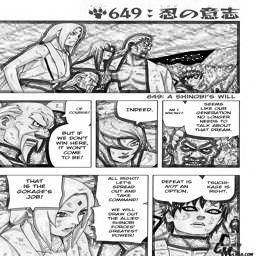 649：忍の意志
649: A SHINOBI'S WILL
SEEMS
LIKE OUR
GENERATION
NO LONGER
NEEDS TO
TALK ABOUT
THAT DREAM.
AM I
WRONG?
INDEED.
OF
COURSE!
BUT IF
WE DON'T
WIN HERE,
IT WON'T
COME TO
BE!
TSUCHI-
KAGE IS
RIGHT.
DEFEAT IS
NOT AN
OPTION.
ALL RIGHT!
LET'S
SPREAD
OUT AND
TAKE
COMMAND!
WE WILL
DRAW OUT
THE ALLIED
SHINOBI
FORCES'
GREATEST
POWER!
THAT IS
THE
GOKAGE'S
JOB!